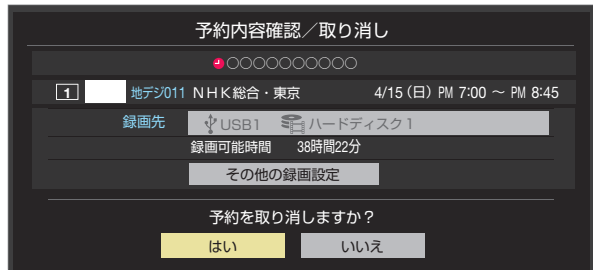 予約内容確認／取り消し
○○○○○○○○○○
1 地デジ011 NHK総合・東京 4/15（日） PM 7:00 ～ PM 8:45
録画先 USB1 ハードディスク1
録画可能時間 38時間22分
その他の録画設定
予約を取り消しますか？
はい いいえ